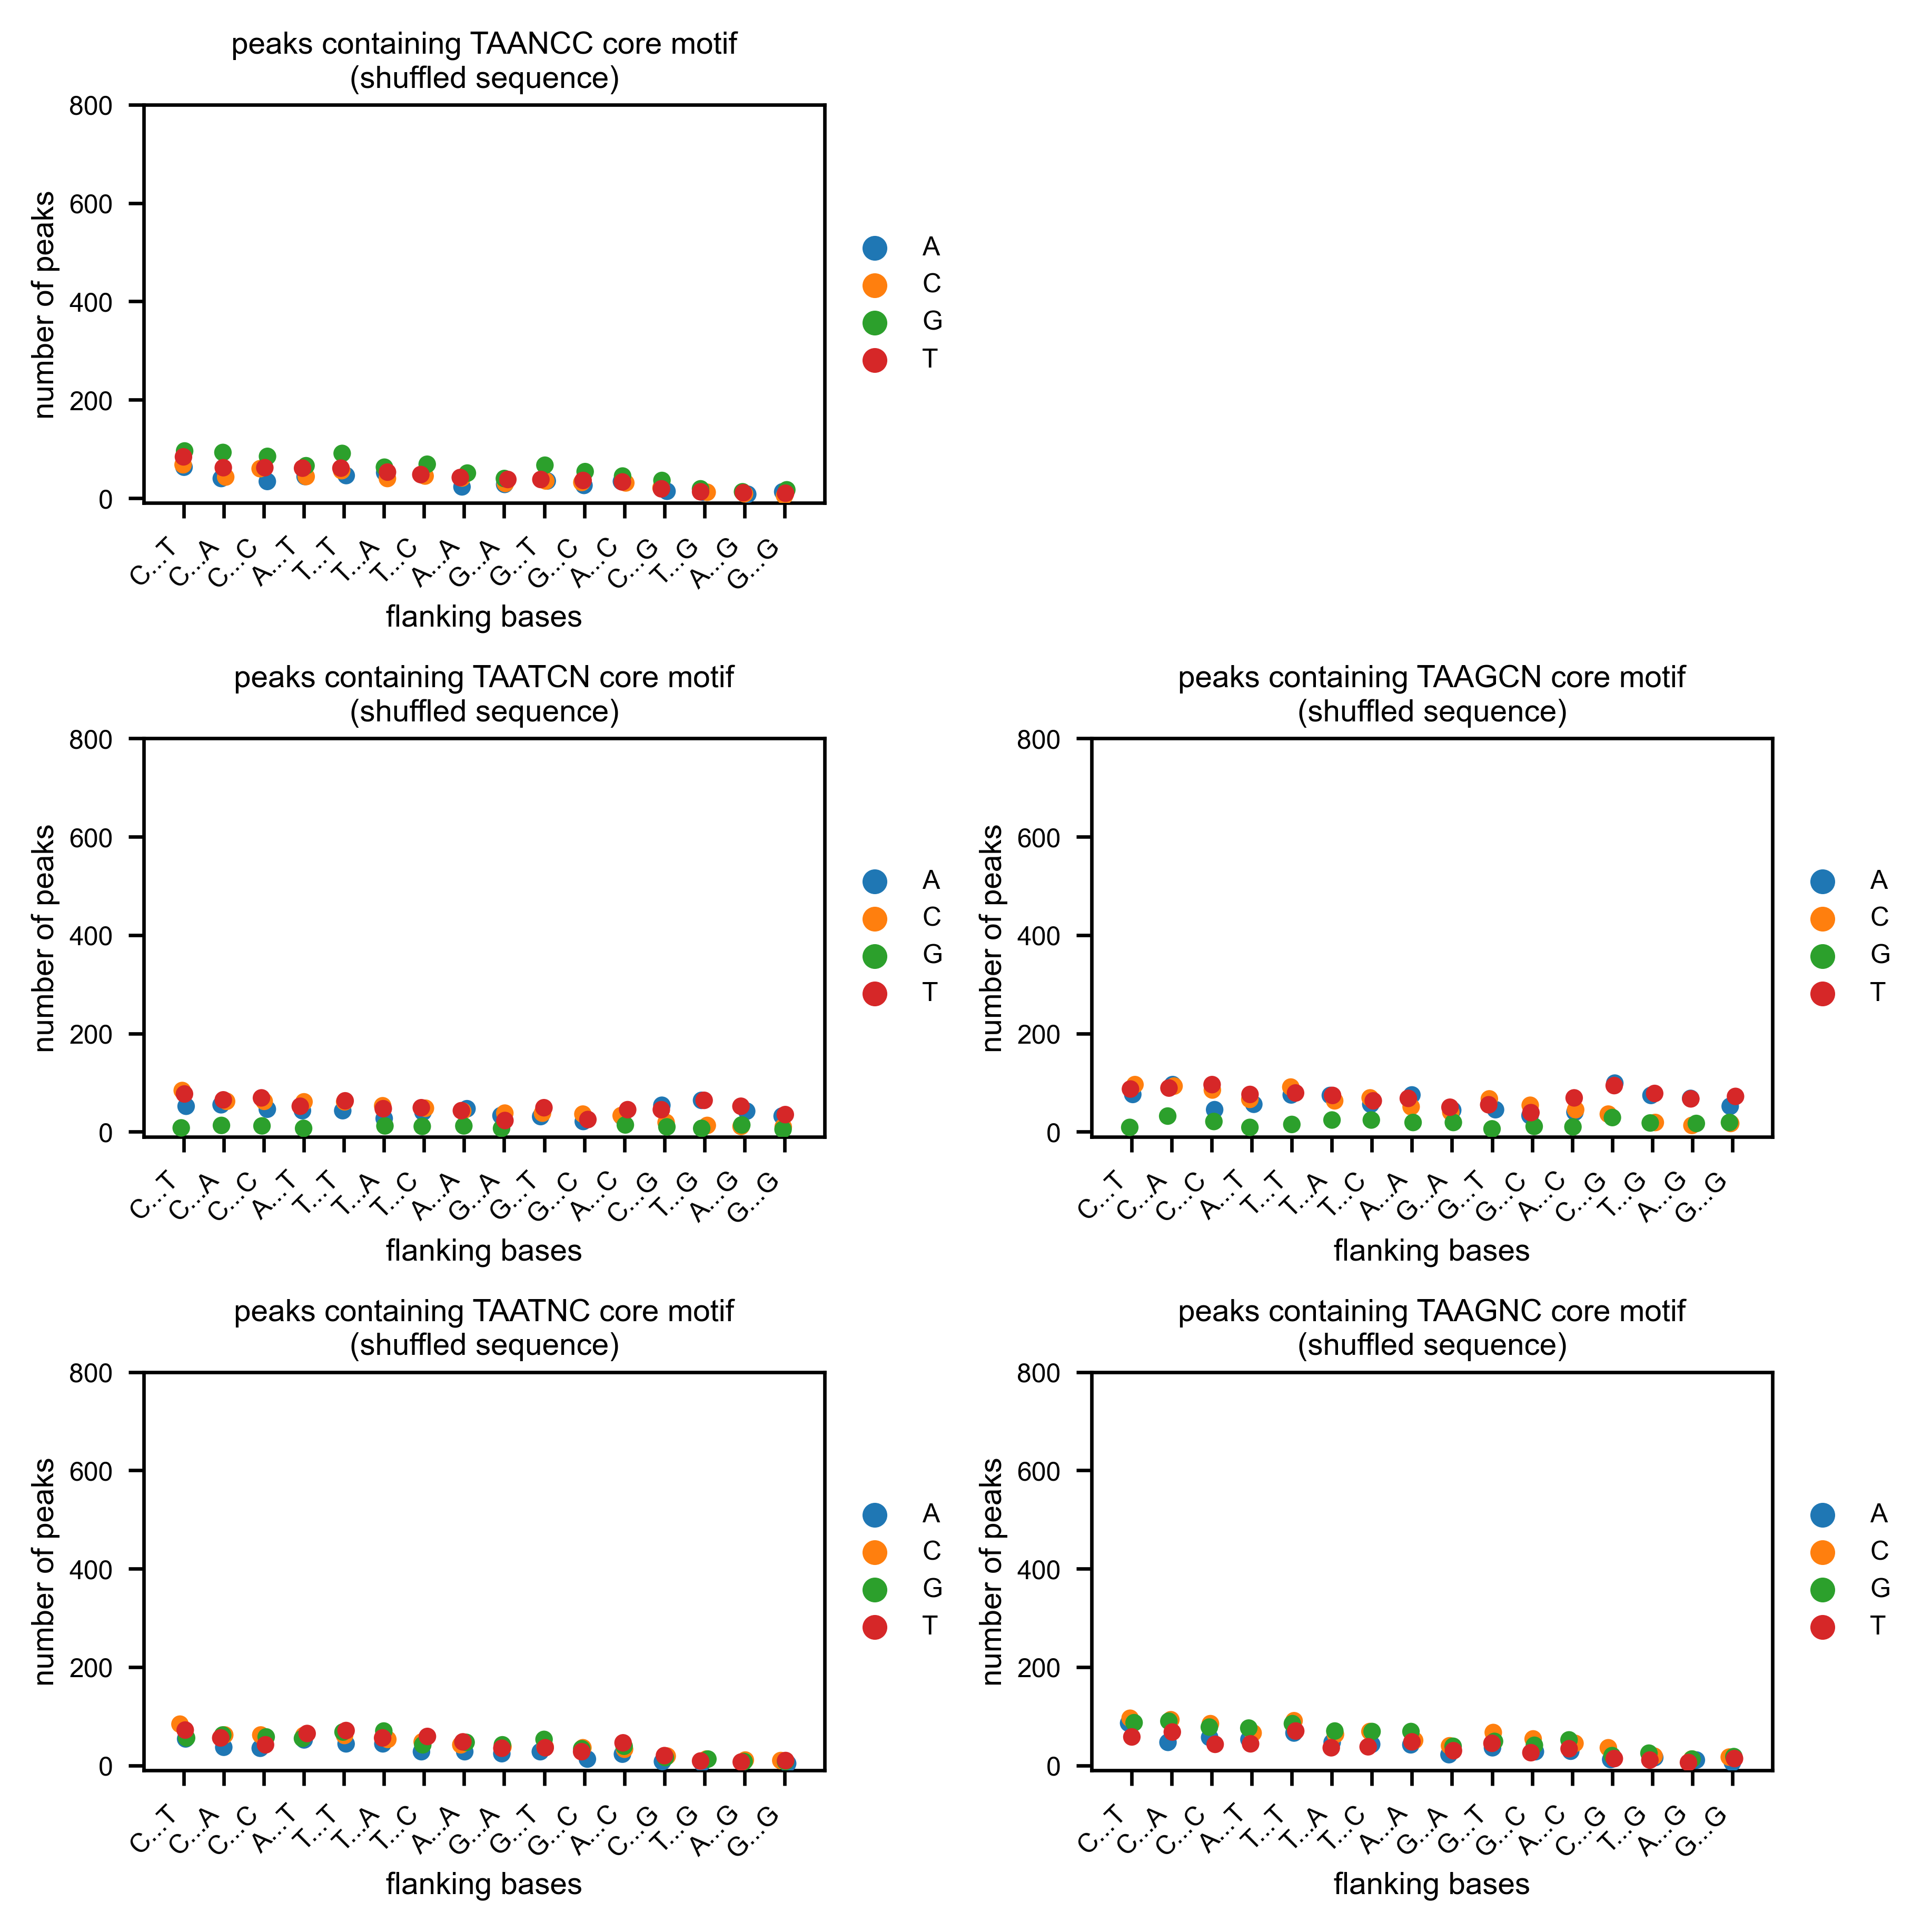 peaks containing TAANCC core motif
(shuffled sequence)
number of peaks
800
600
400
200
0
A
C
G
T
C...T
C...A
C...C
A...T
T...T
T...A
T...C
A...A
G...A
G...T
G...C
A...C
C...G
T...G
A...G
G...G
flanking bases
peaks containing TAATCN core motif
(shuffled sequence)
number of peaks
800
600
400
200
0
A
C
G
T
C...T
C...A
C...C
A...T
T...T
T...A
T...C
A...A
G...A
G...T
G...C
A...C
C...G
T...G
A...G
G...G
flanking bases
peaks containing TAAGCN core motif
(shuffled sequence)
number of peaks
800
600
400
200
0
A
C
G
T
C...T
C...A
C...C
A...T
T...T
T...A
T...C
A...A
G...A
G...T
G...C
A...C
C...G
T...G
A...G
G...G
flanking bases
peaks containing TAATNC core motif
(shuffled sequence)
number of peaks
800
600
400
200
0
A
C
G
T
C...T
C...A
C...C
A...T
T...T
T...A
T...C
A...A
G...A
G...T
G...C
A...C
C...G
T...G
A...G
G...G
flanking bases
peaks containing TAAGNC core motif
(shuffled sequence)
number of peaks
800
600
400
200
0
A
C
G
T
C...T
C...A
C...C
A...T
T...T
T...A
T...C
A...A
G...A
G...T
G...C
A...C
C...G
T...G
A...G
G...G
flanking bases